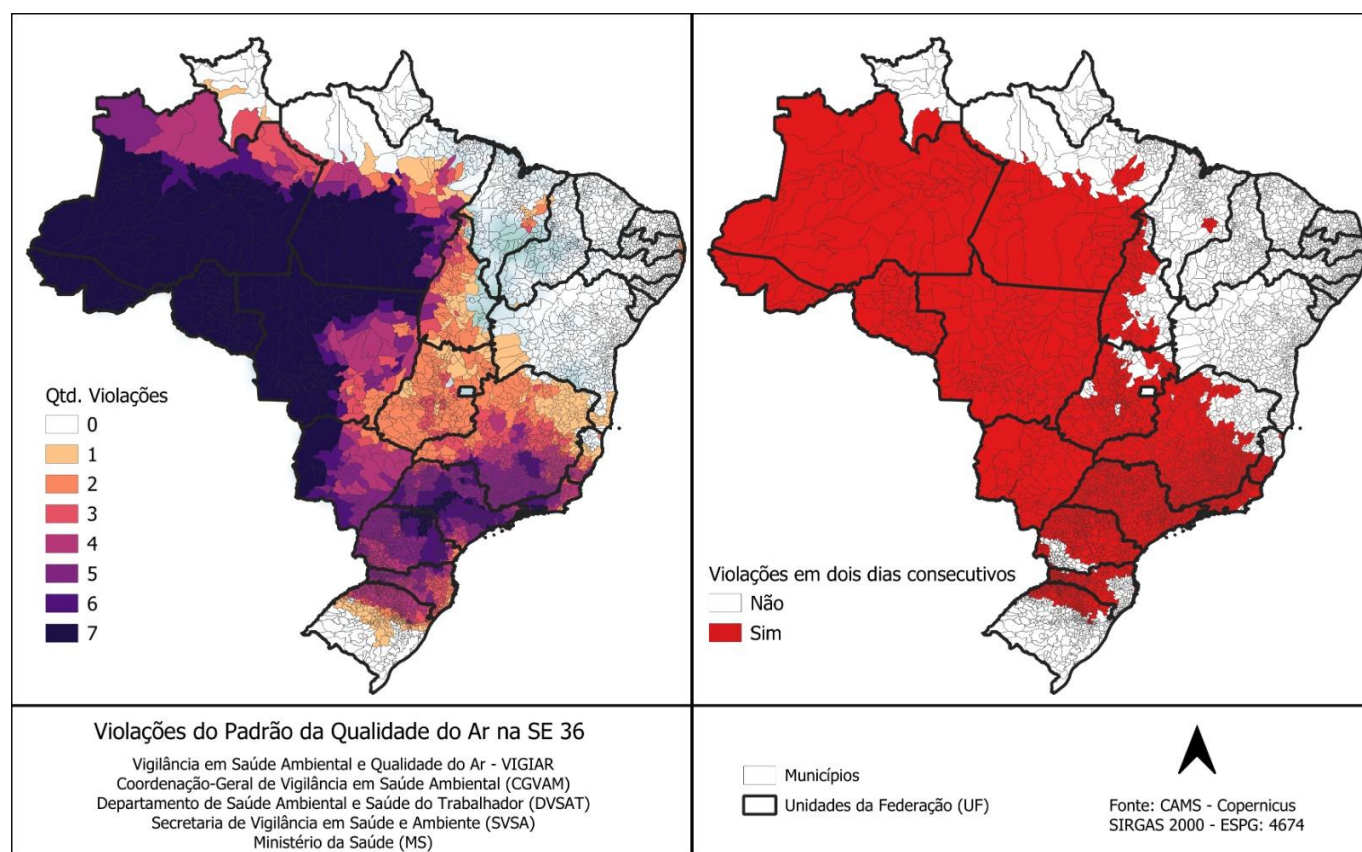 Qtd. Violações
0
1
2
3
4
5
6
7
Violações em dois dias consecutivos
Não
Sim
Violações do Padrão da Qualidade do Ar na SE 36
Vigilância em Saúde Ambiental e Qualidade do Ar - VIGIAR
Coordenação-Geral de Vigilância em Saúde Ambiental (CGVAM)
Departamento de Saúde Ambiental e Saúde do Trabalhador (DVSAT)
Secretaria de Vigilância em Saúde e Ambiente (SVSA)
Ministério da Saúde (MS)
Municípios
Unidades da Federação (UF)
Fonte: CAMS - Copernicus
SIRGAS 2000 - ESPG: 4674